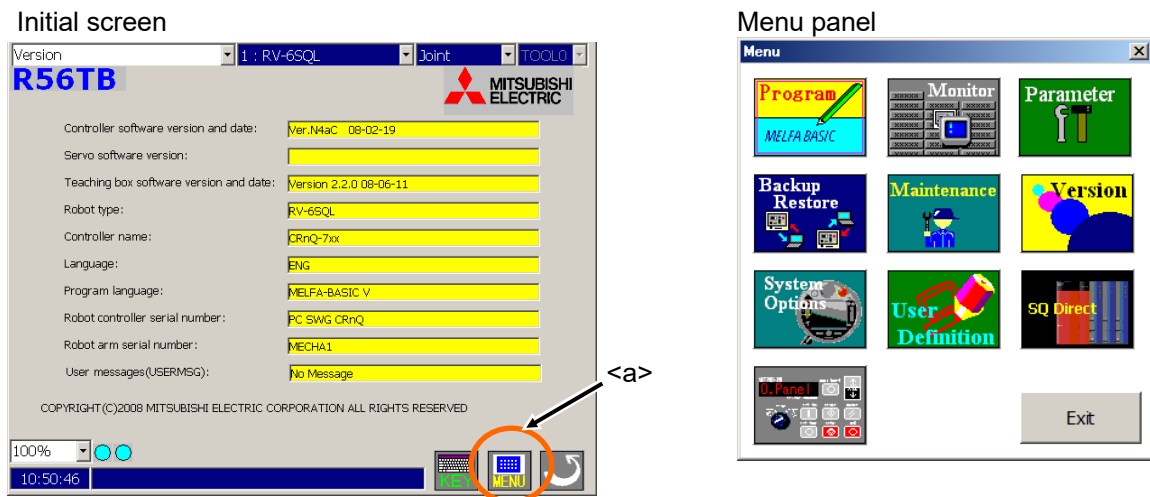 Initial screen
Version 1 : RV-6SQL Joint TOOL0
R56TB
MITSUBISHI
ELECTRIC
Controller software version and date: Ver.N4aC 08-02-19
Servo software version:
Teaching box software version and date: Version 2.2.0 08-06-11
Robot type: RV-6SQL
Controller name: CRnQ-7xx
Language: ENG
Program language: MELFA-BASIC V
Robot controller serial number: PC SWG CRnQ
Robot arm serial number: MECHA1
User messages(USERMSG): No Message
<a>
COPYRIGHT(C)2008 MITSUBISHI ELECTRIC CORPORATION ALL RIGHTS RESERVED
100%
10:50:46 KEY MENU
Menu panel
Menu
Program
MELFA BASIC
Monitor
Parameter
Backup
Restore
Maintenance
Version
System
Options
User
Definition
SQ Direct
O.Panel
Exit